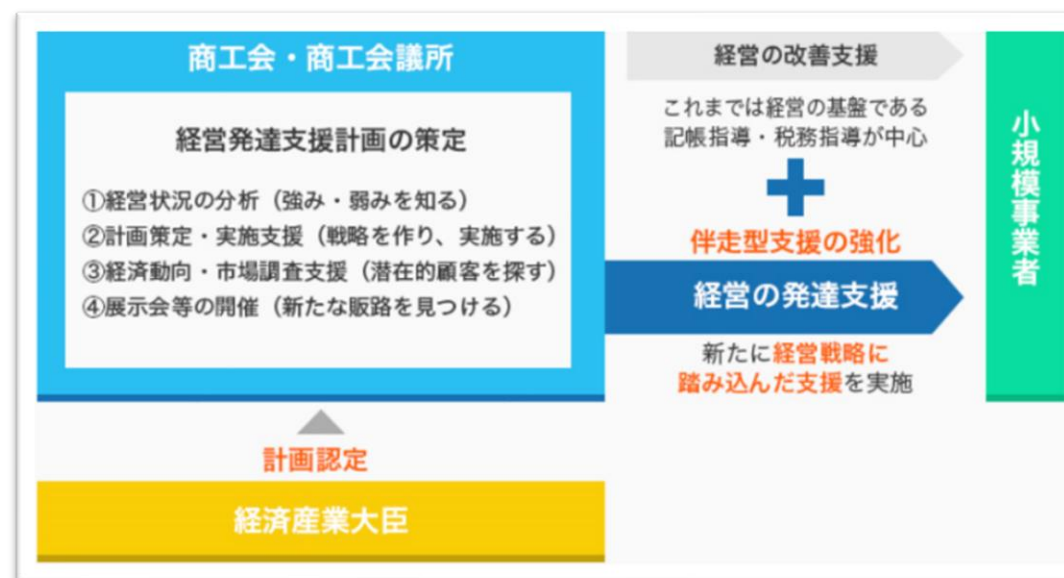 商工会・商工会議所
経営発達支援計画の策定
①経営状況の分析（強み・弱みを知る）
②計画策定・実施支援（戦略を作り、実施する）
③経済動向・市場調査支援（潜在的顧客を探す）
④展示会等の開催（新たな販路を見つける）
計画認定
経済産業大臣
経営の改善支援
これまでは経営の基盤である
記帳指導・税務指導が中心
伴走型支援の強化
経営の発達支援
新たに経営戦略に
踏み込んだ支援を実施
小規模事業者